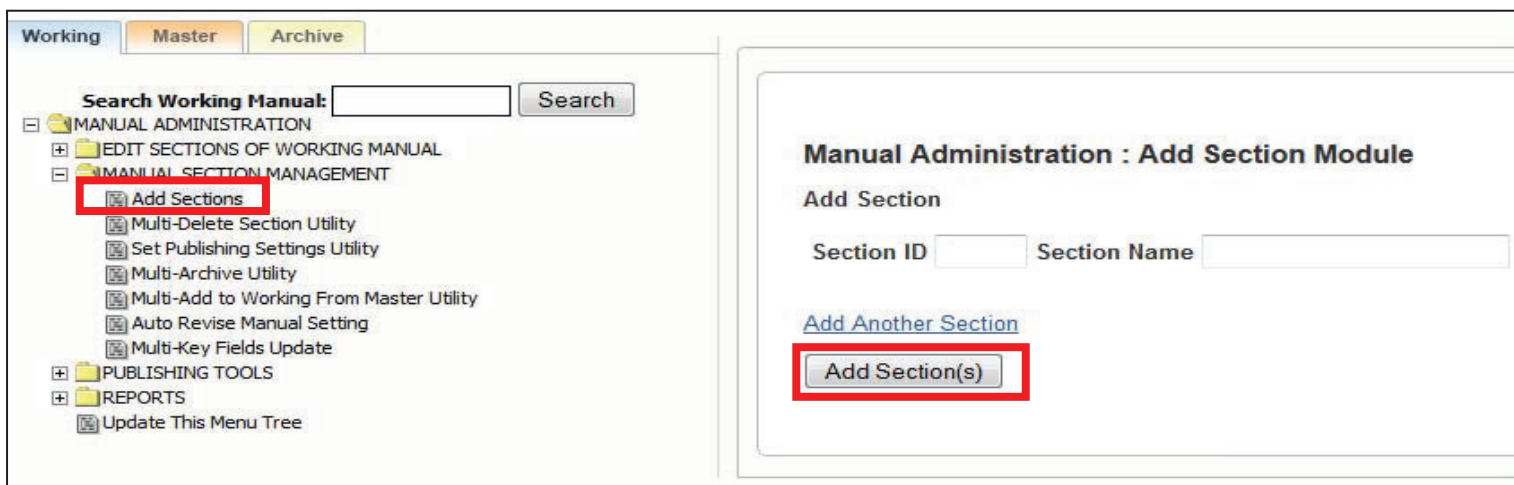 Working Master Archive
Search Working Manual: Search
MANUAL ADMINISTRATION
EDIT SECTIONS OF WORKING MANUAL
MANUAL SECTION MANAGEMENT
Add Sections
Multi-Delete Section Utility
Set Publishing Settings Utility
Multi-Archive Utility
Multi-Add to Working From Master Utility
Auto Revise Manual Setting
Multi-Key Fields Update
PUBLISHING TOOLS
REPORTS
Update This Menu Tree
Manual Administration : Add Section Module
Add Section
Section ID Section Name
Add Another Section
Add Section(s)